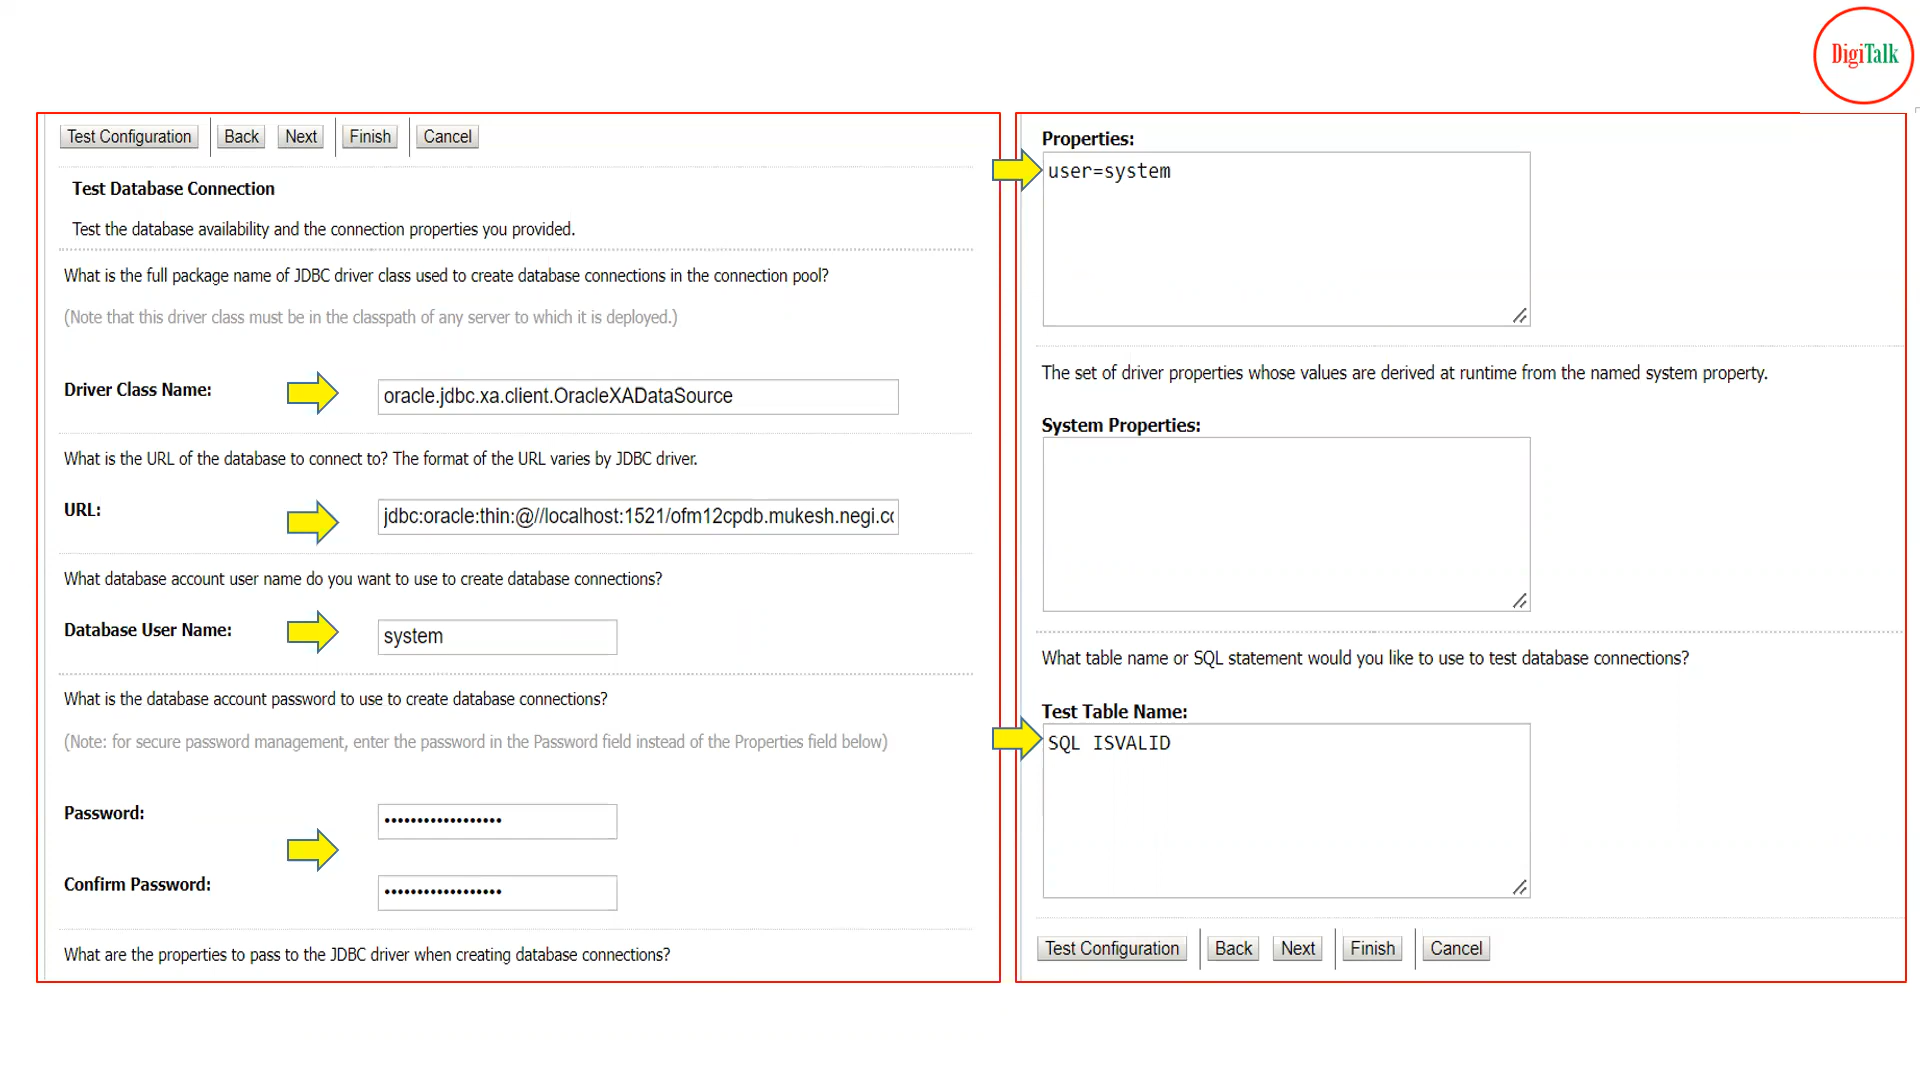 DigiTalk
Test Configuration Back Next Finish Cancel
Test Database Connection
Test the database availability and the connection properties you provided.
What is the full package name of JDBC driver class used to create database connections in the connection pool?
(Note that this driver class must be in the classpath of any server to which it is deployed.)
Driver Class Name: oracle.jdbc.xa.client.OracleXADataSource
What is the URL of the database to connect to? The format of the URL varies by JDBC driver.
URL: jdbc:oracle:thin:@//localhost:1521/ofm12cpdb.mukesh.negi.co
What database account user name do you want to use to create database connections?
Database User Name: system
What is the database account password to use to create database connections?
(Note: for secure password management, enter the password in the Password field instead of the Properties field below)
Password: ••••••••••••••••••
Confirm Password: ••••••••••••••••••
What are the properties to pass to the JDBC driver when creating database connections?
Properties:
user=system
The set of driver properties whose values are derived at runtime from the named system property.
System Properties:
What table name or SQL statement would you like to use to test database connections?
Test Table Name:
SQL ISVALID
Test Configuration Back Next Finish Cancel